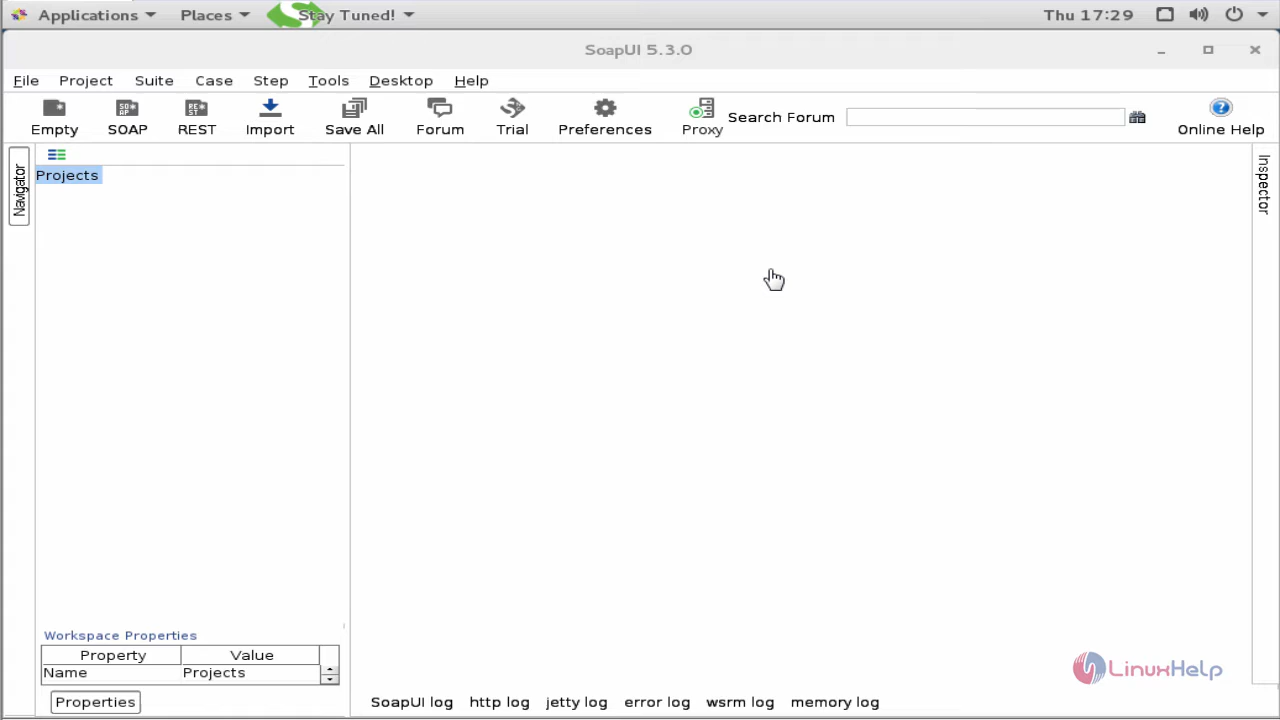 Applications Places Stay Tuned! Thu 17:29
SoapUI 5.3.0
File Project Suite Case Step Tools Desktop Help
Empty SOAP REST Import Save All Forum Trial Preferences Proxy Search Forum Online Help
Navigator
Projects
Inspector
Workspace Properties
Property Value
Name Projects
LinuxHelp
Properties SoapUI log http log jetty log error log wsrm log memory log